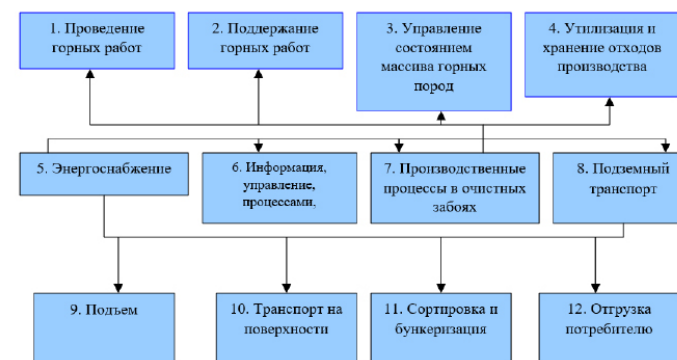 1. Проведение
горных работ
2. Поддержание
горных работ
3. Управление
состоянием
массива горных
пород
4. Утилизация и
хранение отходов
производства
5. Энергоснабжение
6. Информация,
управление,
процессами,
7. Производственные
процессы в очистных
забоях
8. Подземный
транспорт
9. Подъем
10. Транспорт на
поверхности
11. Сортировка и
бункеризация
12. Отгрузка
потребителю